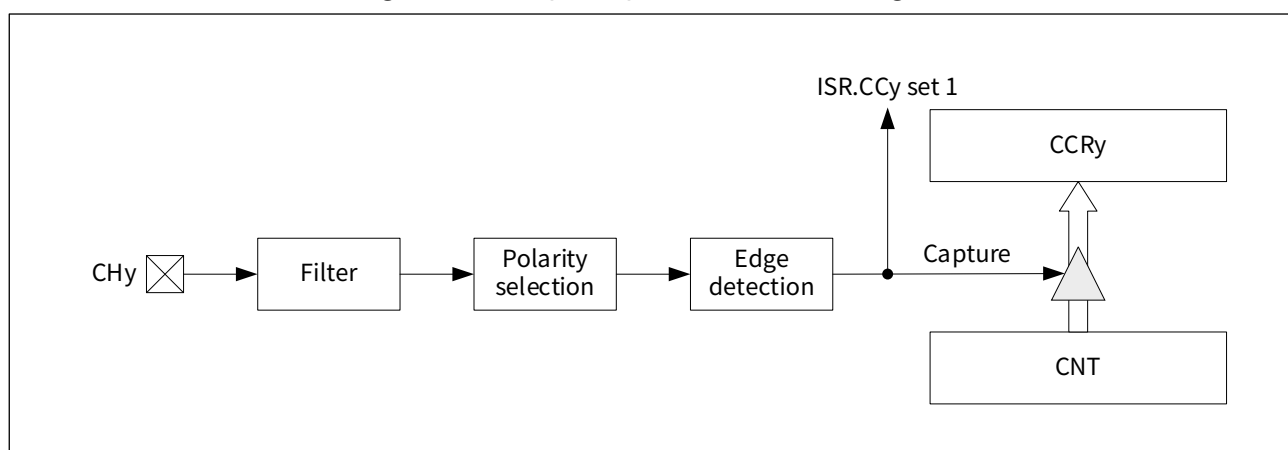 ISR.CCy set 1
CCRy
CHy
Filter
Polarity
selection
Edge
detection
Capture
CNT